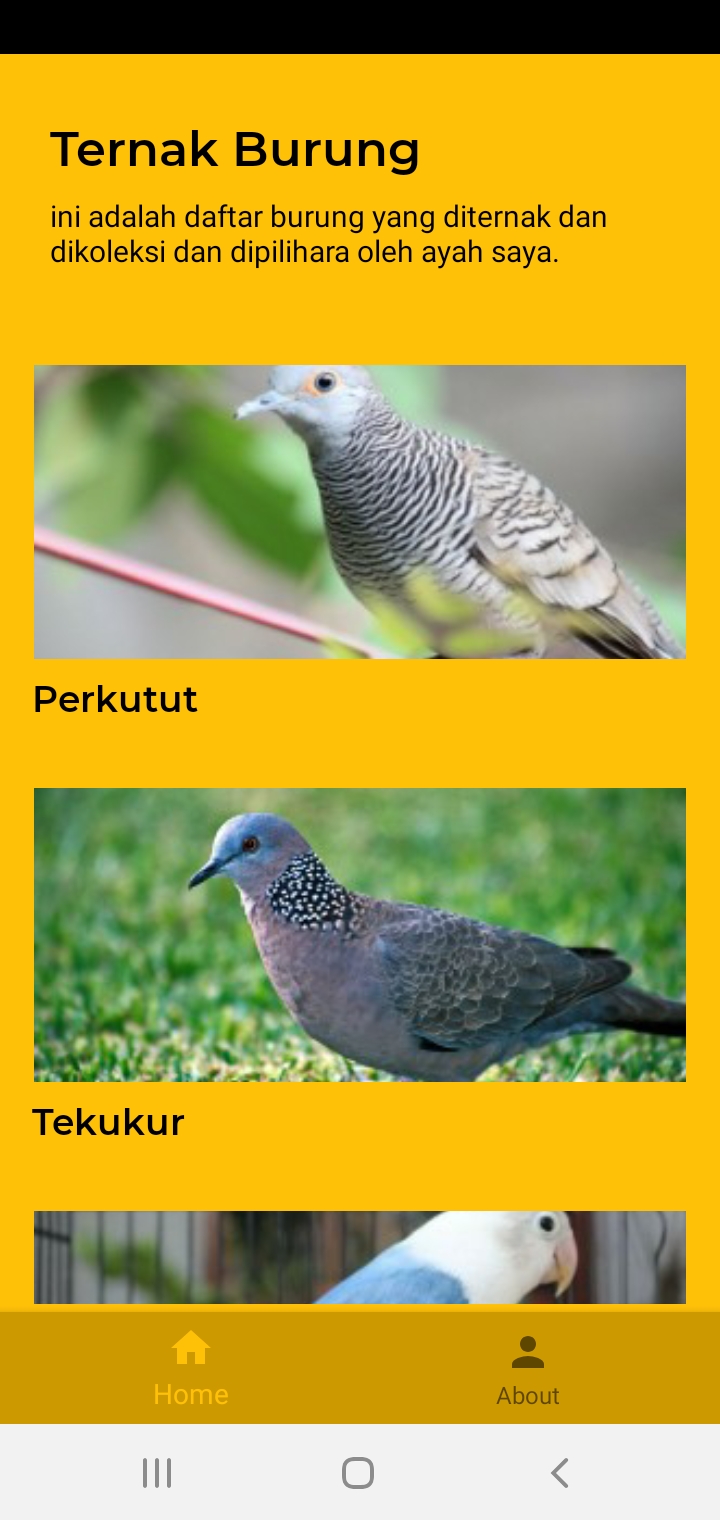 Ternak Burung
ini adalah daftar burung yang diternak dan
dikoleksi dan dipilihara oleh ayah saya.
Perkutut
Tekukur
Home
About